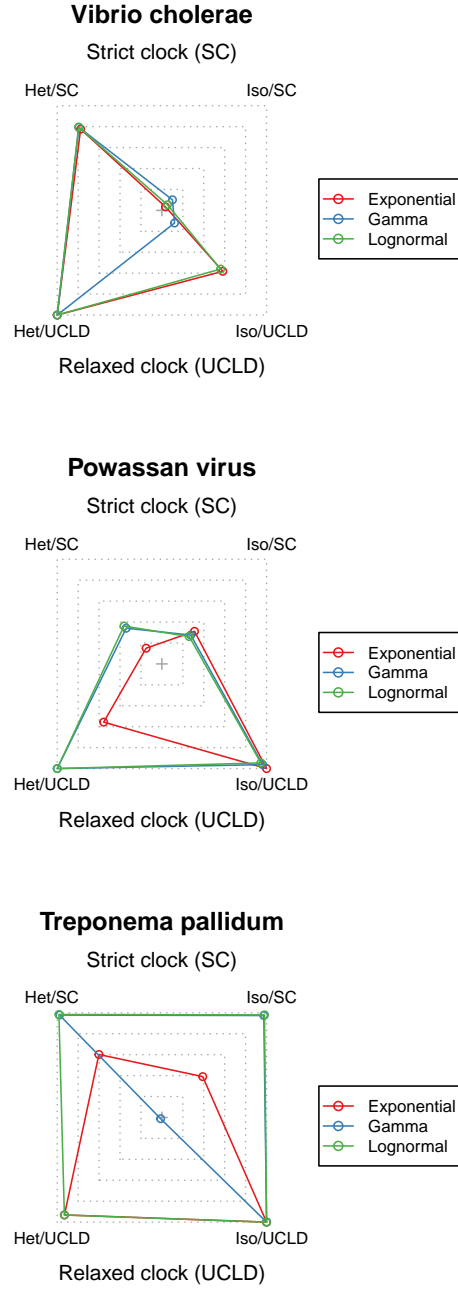 Vibrio cholerae
Strict clock (SC)
Het/SC Iso/SC
Exponential
Gamma
Lognormal
Het/UCLD Iso/UCLD
Relaxed clock (UCLD)
Powassan virus
Strict clock (SC)
Het/SC Iso/SC
Exponential
Gamma
Lognormal
Het/UCLD Iso/UCLD
Relaxed clock (UCLD)
Treponema pallidum
Strict clock (SC)
Het/SC Iso/SC
Exponential
Gamma
Lognormal
Het/UCLD Iso/UCLD
Relaxed clock (UCLD)